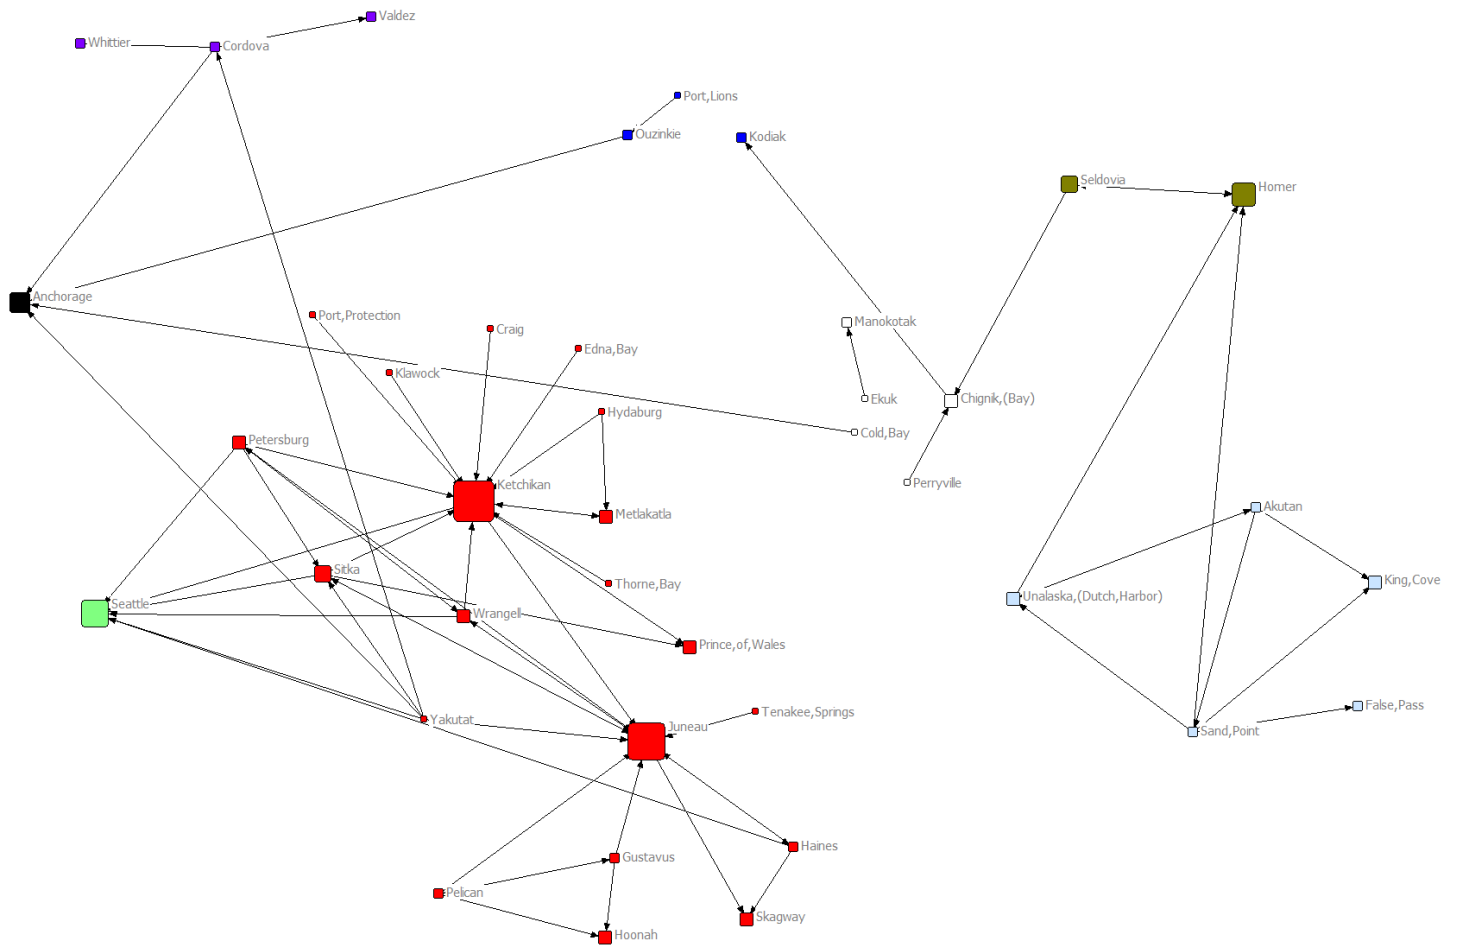 Valdez
Whittier
Cordova
Port,Lions
Ouzinkie
Kodiak
Seldovia
Homer
Anchorage
Port,Protection
Manokotak
Craig
Edna,Bay
Klawock
Ekuk
Chignik,(Bay)
Hydaburg
Cold,Bay
Petersburg
Ketchikan
Perryville
Akutan
Metlakatla
Sitka
Thorne,Bay
King,Cove
Seattle
Unalaska,(Dutch,Harbor)
Wrangell
Prince,of,Wales
False,Pass
Tenakee,Springs
Yakutat
Juneau
Sand,Point
Haines
Gustavus
Pelican
Skagway
Hoonah